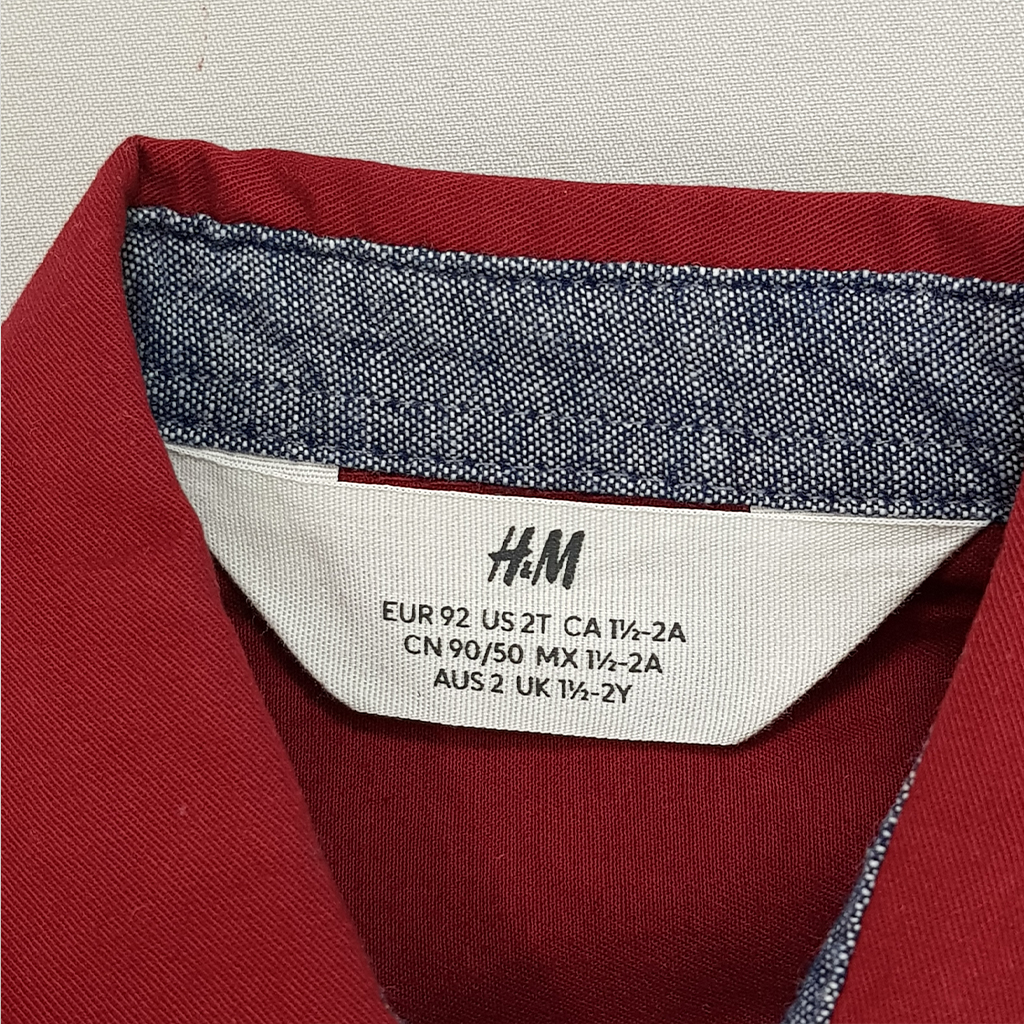 H&M
EUR 92 US 2T CA 1½-2A
CN 90/50 MX 1½-2A
AUS 2 UK 1½-2Y